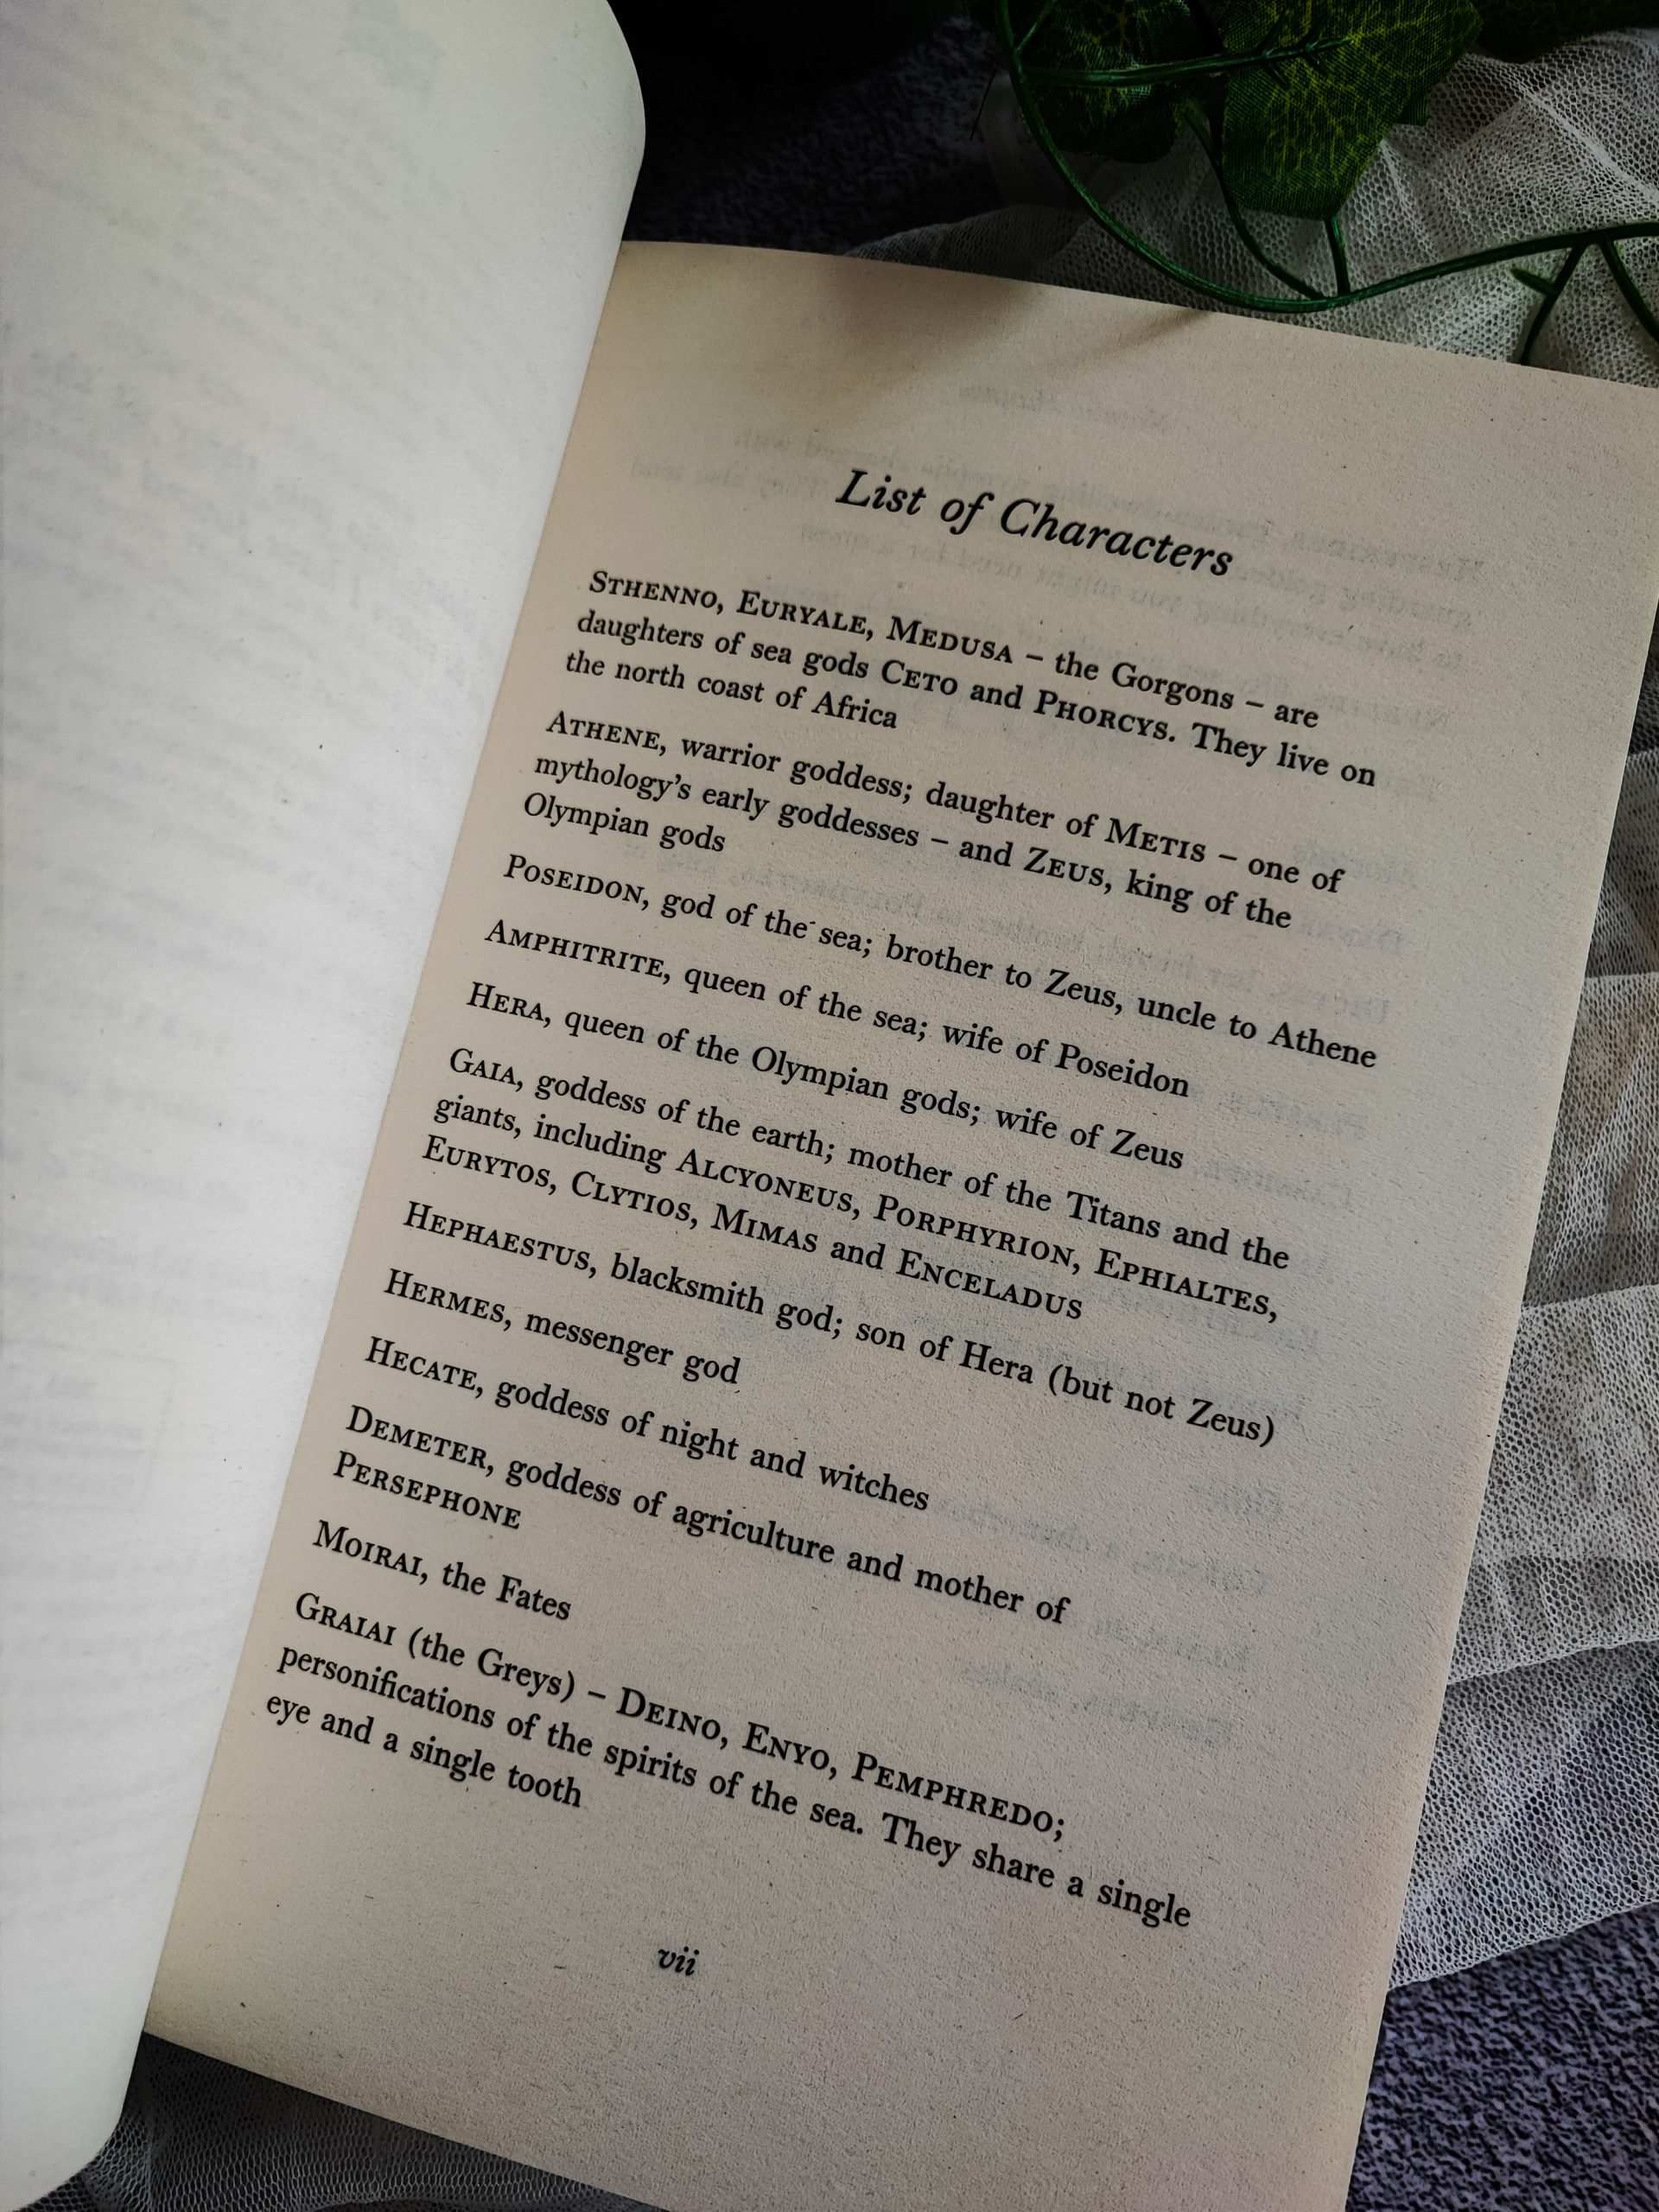 List of Characters
STHENNO, EURYALE, MEDUSA – the Gorgons – are
daughters of sea gods CETO and PHORCYS. They live on
the north coast of Africa
ATHENE, warrior goddess; daughter of METIS – one of
mythology's early goddesses – and ZEUS, king of the
Olympian gods
POSEIDON, god of the sea; brother to Zeus, uncle to Athene
AMPHITRITE, queen of the sea; wife of Poseidon
HERA, queen of the Olympian gods; wife of Zeus
GAIA, goddess of the earth; mother of the Titans and the
giants, including ALCYONEUS, PORPHYRION, EPHIALTES,
EURYTOS, CLYTIOS, MIMAS and ENCELADUS
HEPHAESTUS, blacksmith god; son of Hera (but not Zeus)
HERMES, messenger god
HECATE, goddess of night and witches
DEMETER, goddess of agriculture and mother of
PERSEPHONE
MOIRAI, the Fates
GRAIAI (the Greys) – DEINO, ENYO, PEMPHREDO;
personifications of the spirits of the sea. They share a single
eye and a single tooth
vii